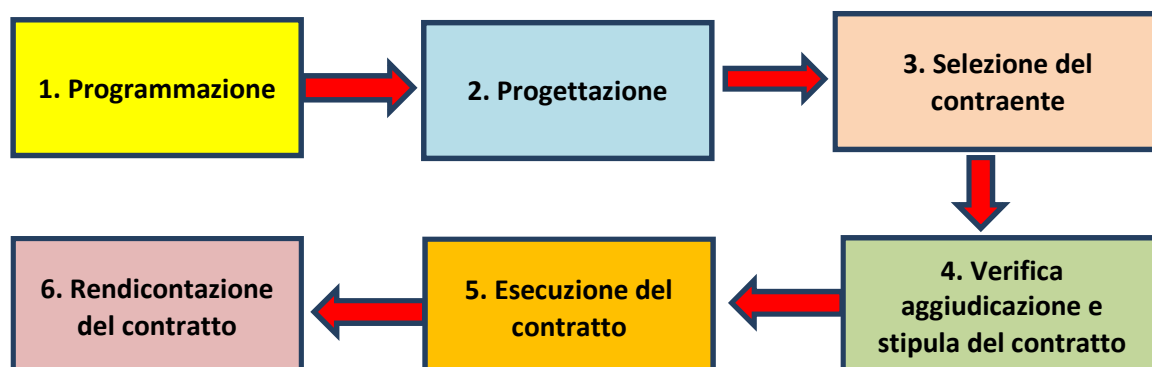 1. Programmazione
2. Progettazione
3. Selezione del
contraente
4. Verifica
aggiudicazione e
stipula del contratto
5. Esecuzione del
contratto
6. Rendicontazione
del contratto